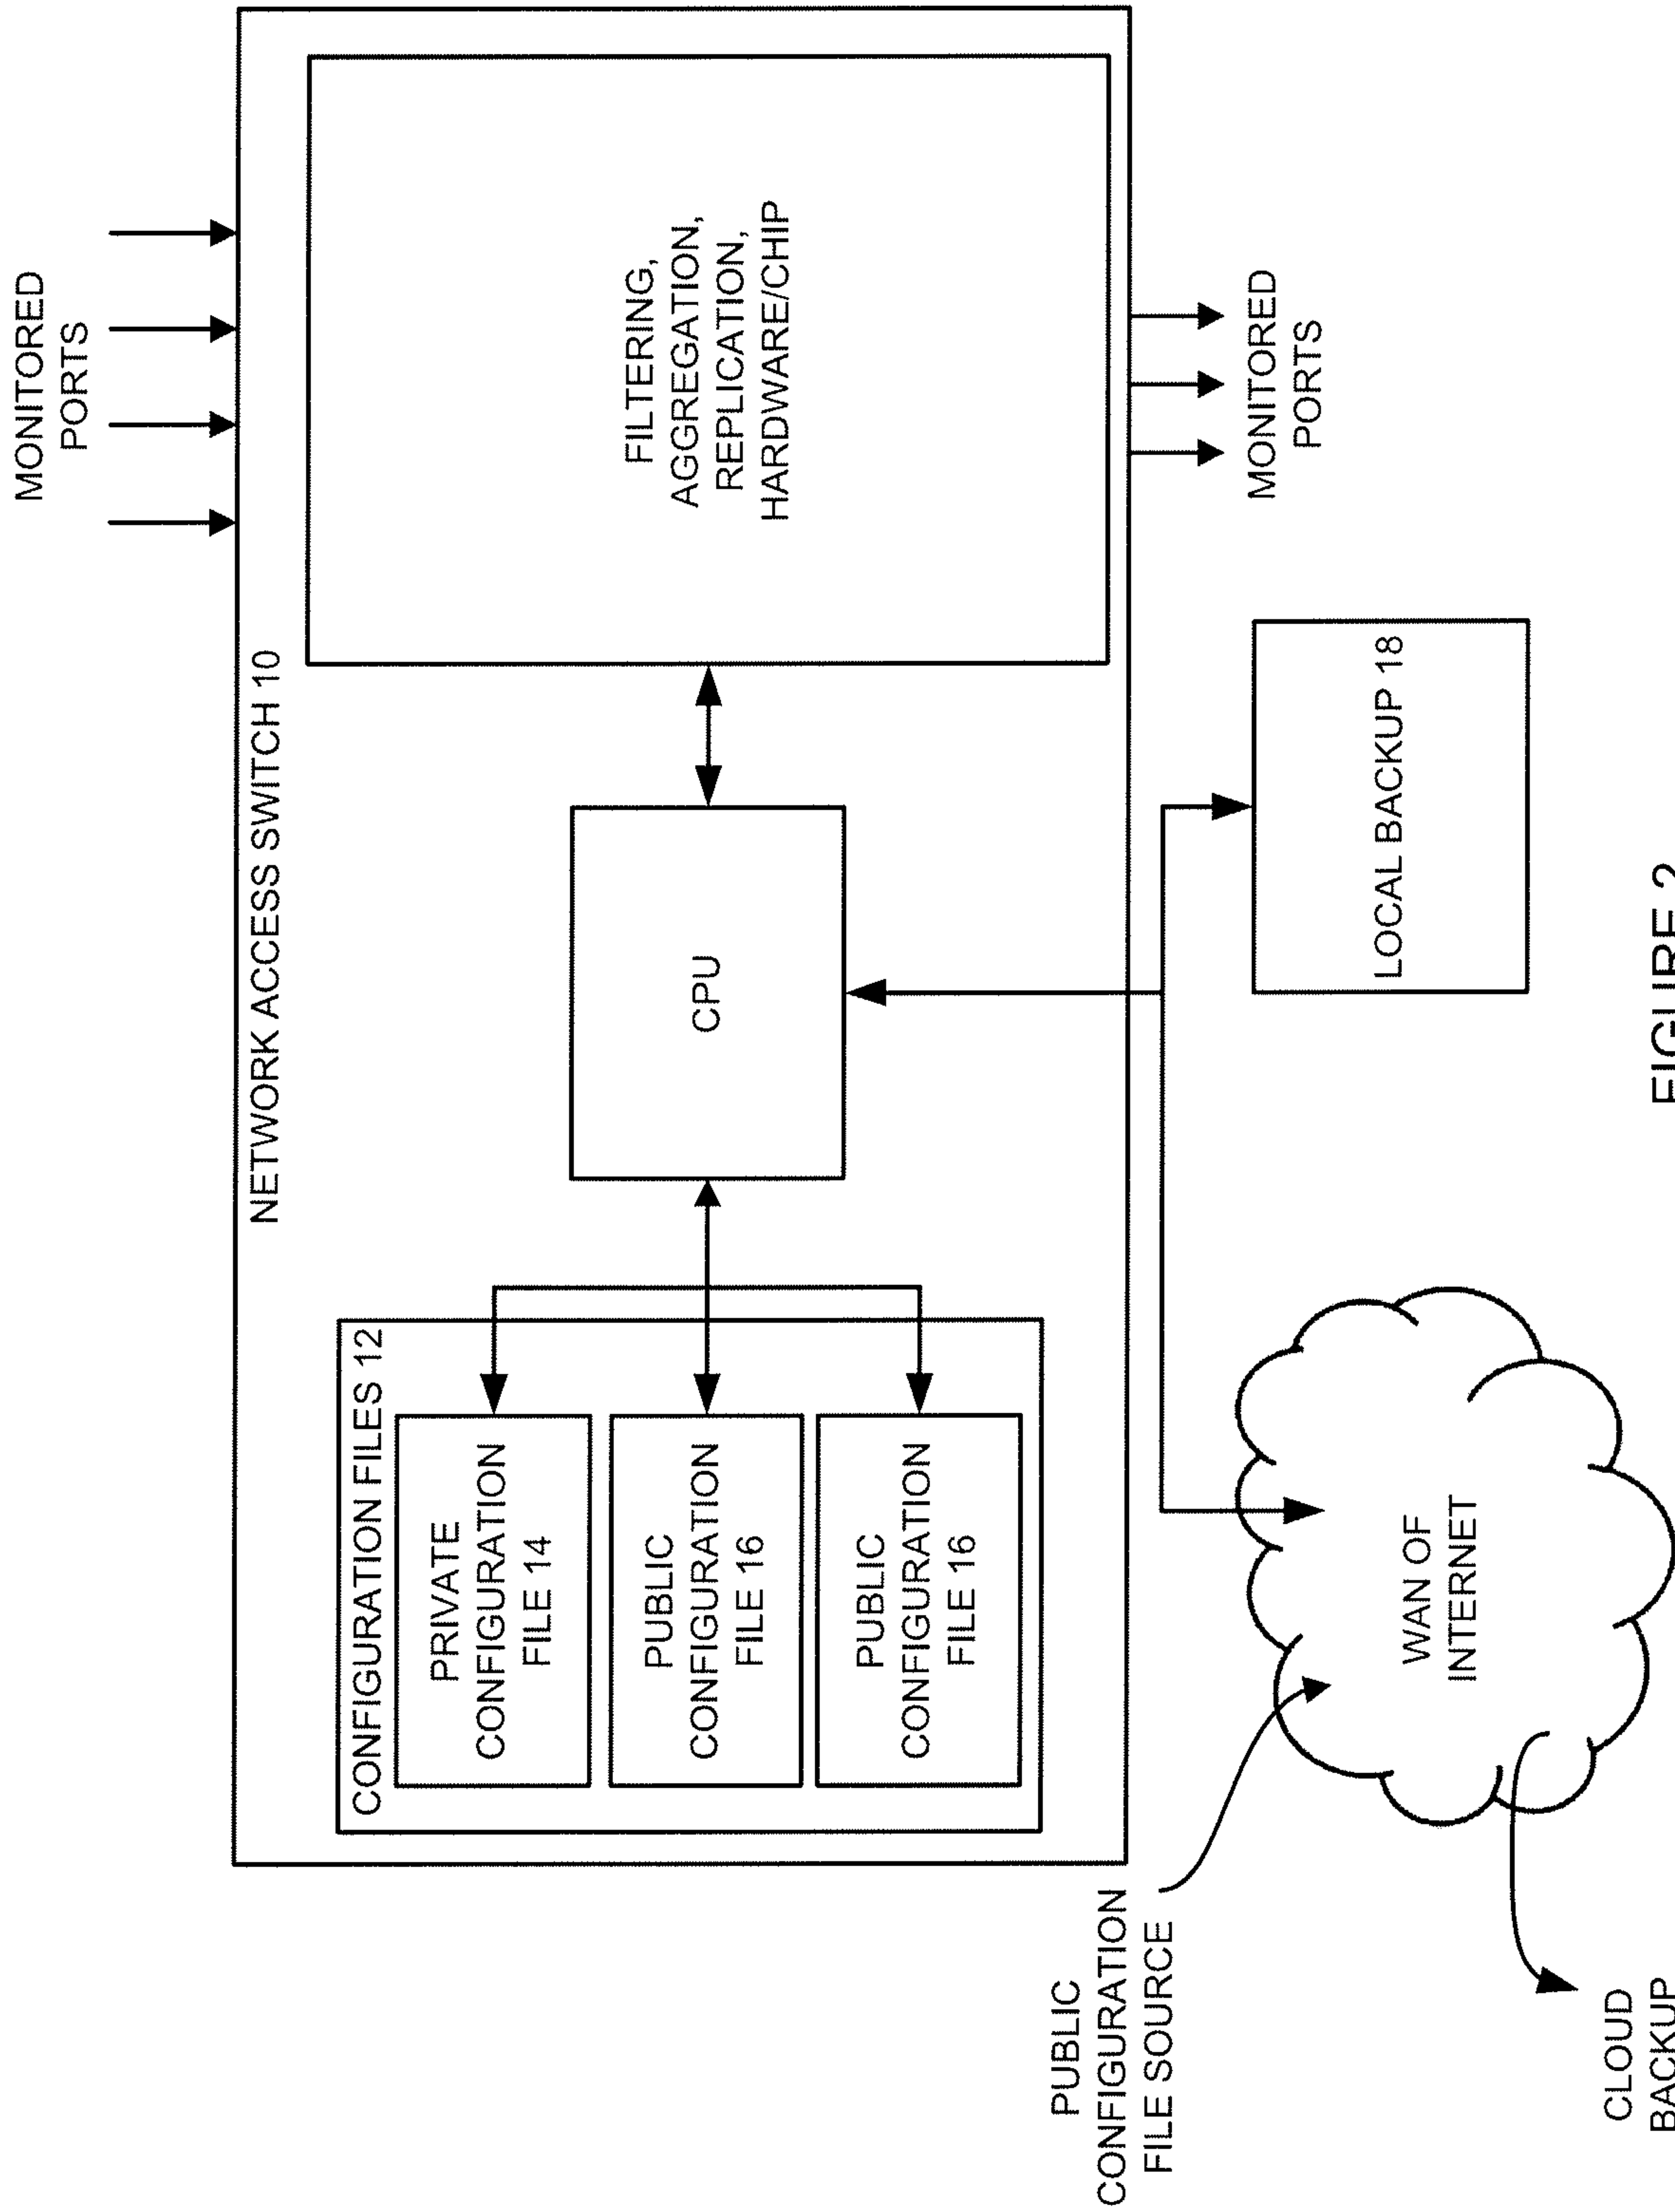 MONITORED
PORTS
NETWORK ACCESS SWITCH 10
CONFIGURATION FILES 12
PRIVATE
CONFIGURATION
FILE 14
PUBLIC
CONFIGURATION
FILE 16
PUBLIC
CONFIGURATION
FILE 16
CPU
FILTERING,
AGGREGATION,
REPLICATION,
HARDWARE/CHIP
PUBLIC
CONFIGURATION
FILE SOURCE
WAN OF
INTERNET
LOCAL BACKUP 18
MONITORED
PORTS
CLOUD
BACKUP
FIGURE 2